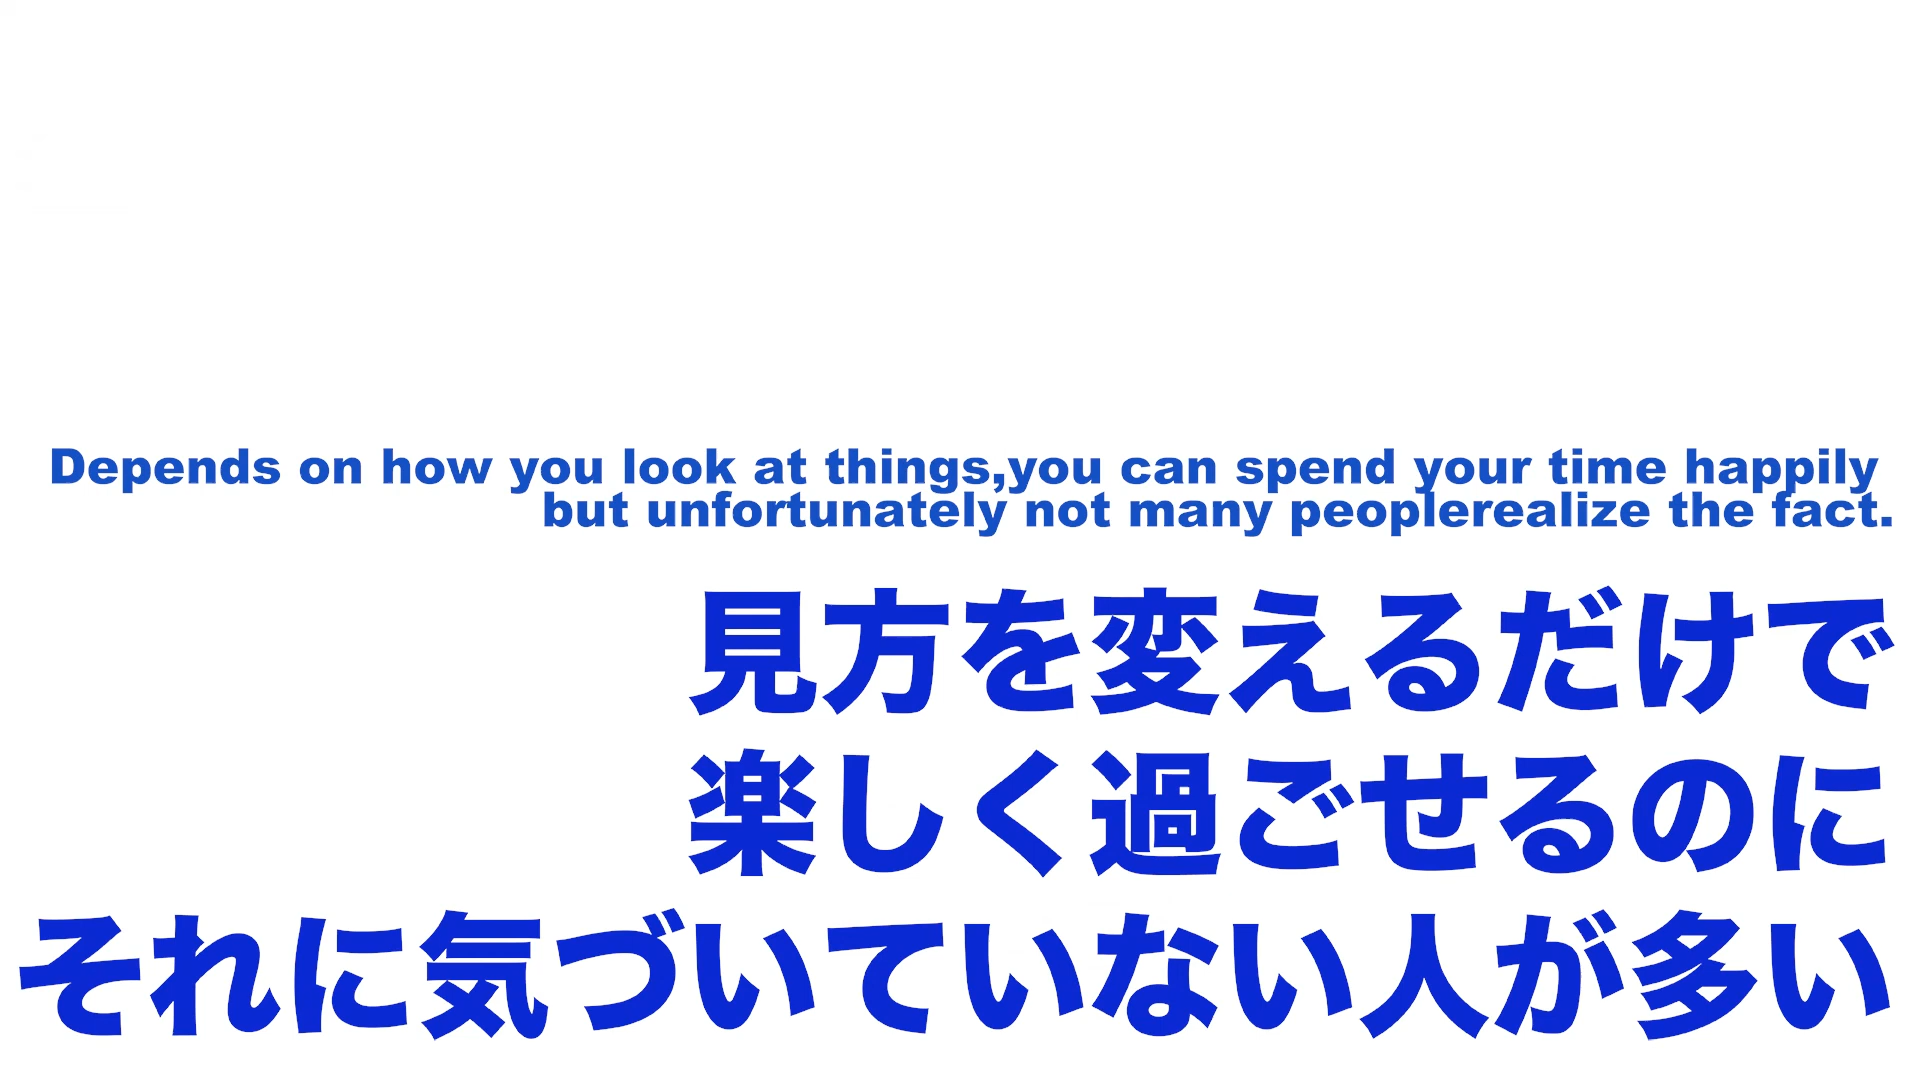 Depends on how you look at things,you can spend your time happily
but unfortunately not many peoplerealize the fact.
見方を変えるだけで
楽しく過ごせるのに
それに気づいていない人が多い